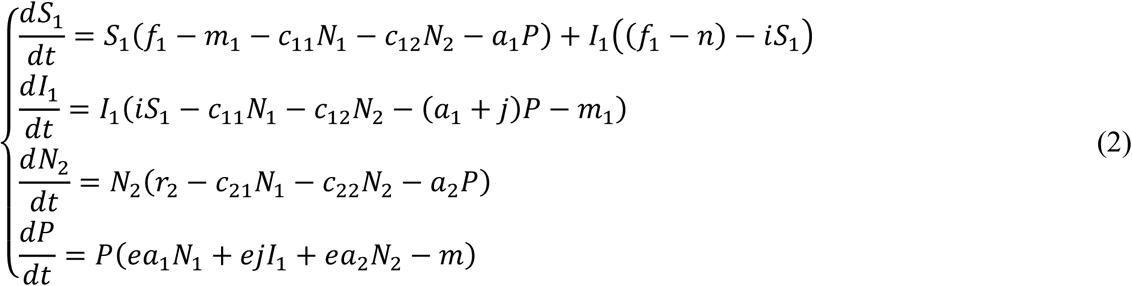 dS₁/dt = S₁(f₁ − m₁ − c₁₁N₁ − c₁₂N₂ − a₁P) + I₁((f₁ − n) − iS₁)
dI₁/dt = I₁(iS₁ − c₁₁N₁ − c₁₂N₂ − (a₁ + j)P − m₁)
(2)
dN₂/dt = N₂(r₂ − c₂₁N₁ − c₂₂N₂ − a₂P)
dP/dt = P(ea₁N₁ + ejI₁ + ea₂N₂ − m)